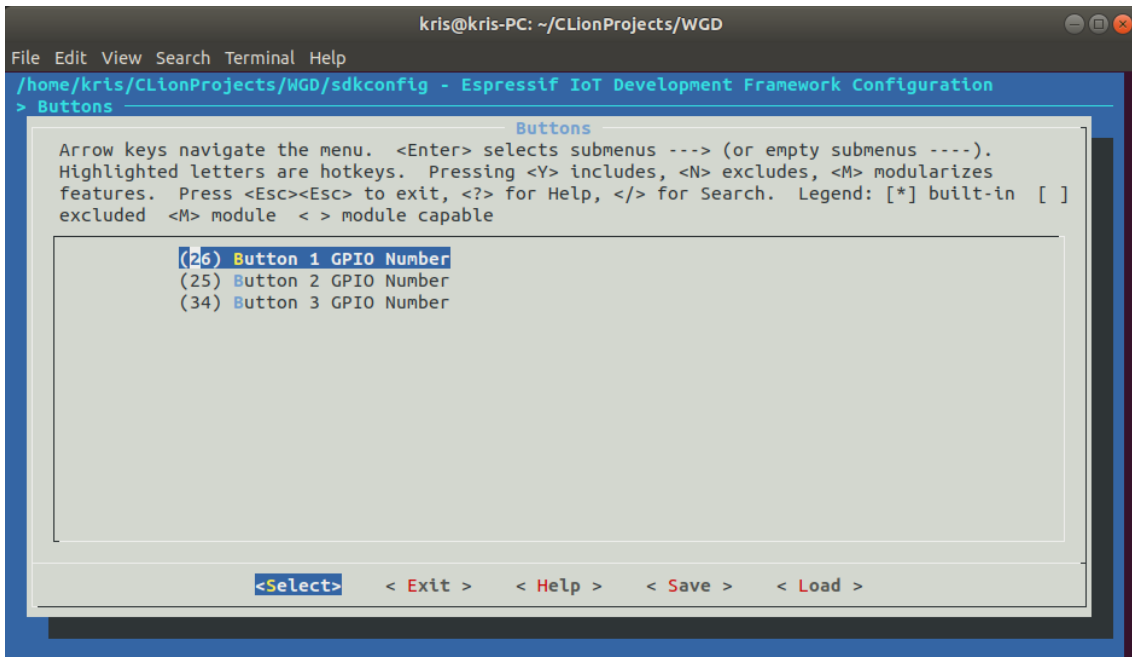 kris@kris-PC: ~/CLionProjects/WGD
File Edit View Search Terminal Help
/home/kris/CLionProjects/WGD/sdkconfig - Espressif IoT Development Framework Configuration
> Buttons
Buttons
Arrow keys navigate the menu.  <Enter> selects submenus ---> (or empty submenus ----).
Highlighted letters are hotkeys.  Pressing <Y> includes, <N> excludes, <M> modularizes
features.  Press <Esc><Esc> to exit, <?> for Help, </> for Search.  Legend: [*] built-in  [ ]
excluded  <M> module  < > module capable
(26) Button 1 GPIO Number
(25) Button 2 GPIO Number
(34) Button 3 GPIO Number
<Select>    < Exit >    < Help >    < Save >    < Load >